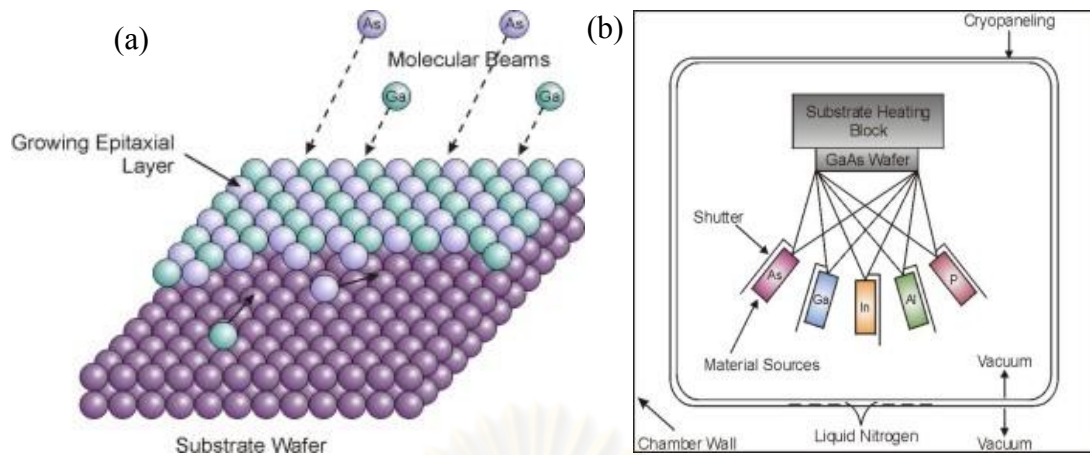 (a)
As
As
Molecular Beams
Ga
Ga
Growing Epitaxial
Layer
Substrate Wafer
(b)
Cryopaneling
Substrate Heating
Block
GaAs Wafer
Shutter
As
Ga
In
Al
P
Material Sources
Vacuum
Liquid Nitrogen
Chamber Wall
Vacuum